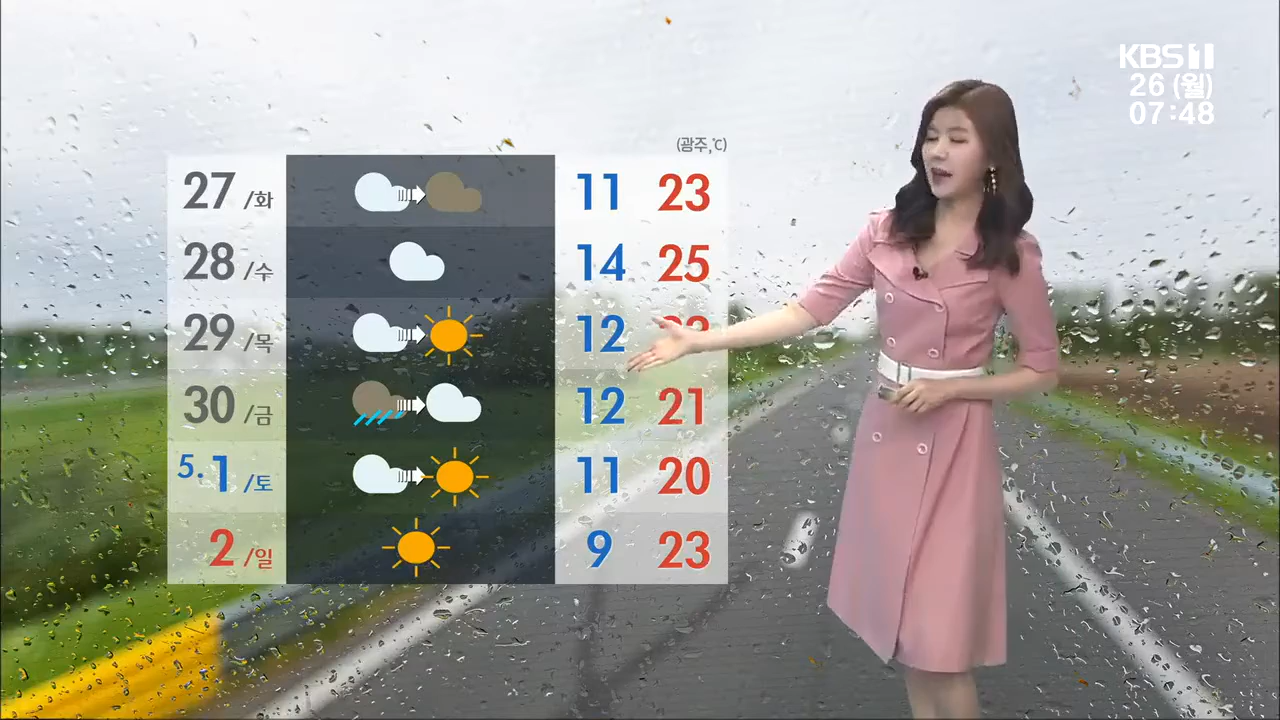 KBS 1
26 (월)
07:48
(광주,℃)
27 /화 11 23
28 /수 14 25
29 /목 12
30 /금 12 21
5.1 /토 11 20
2 /일 9 23